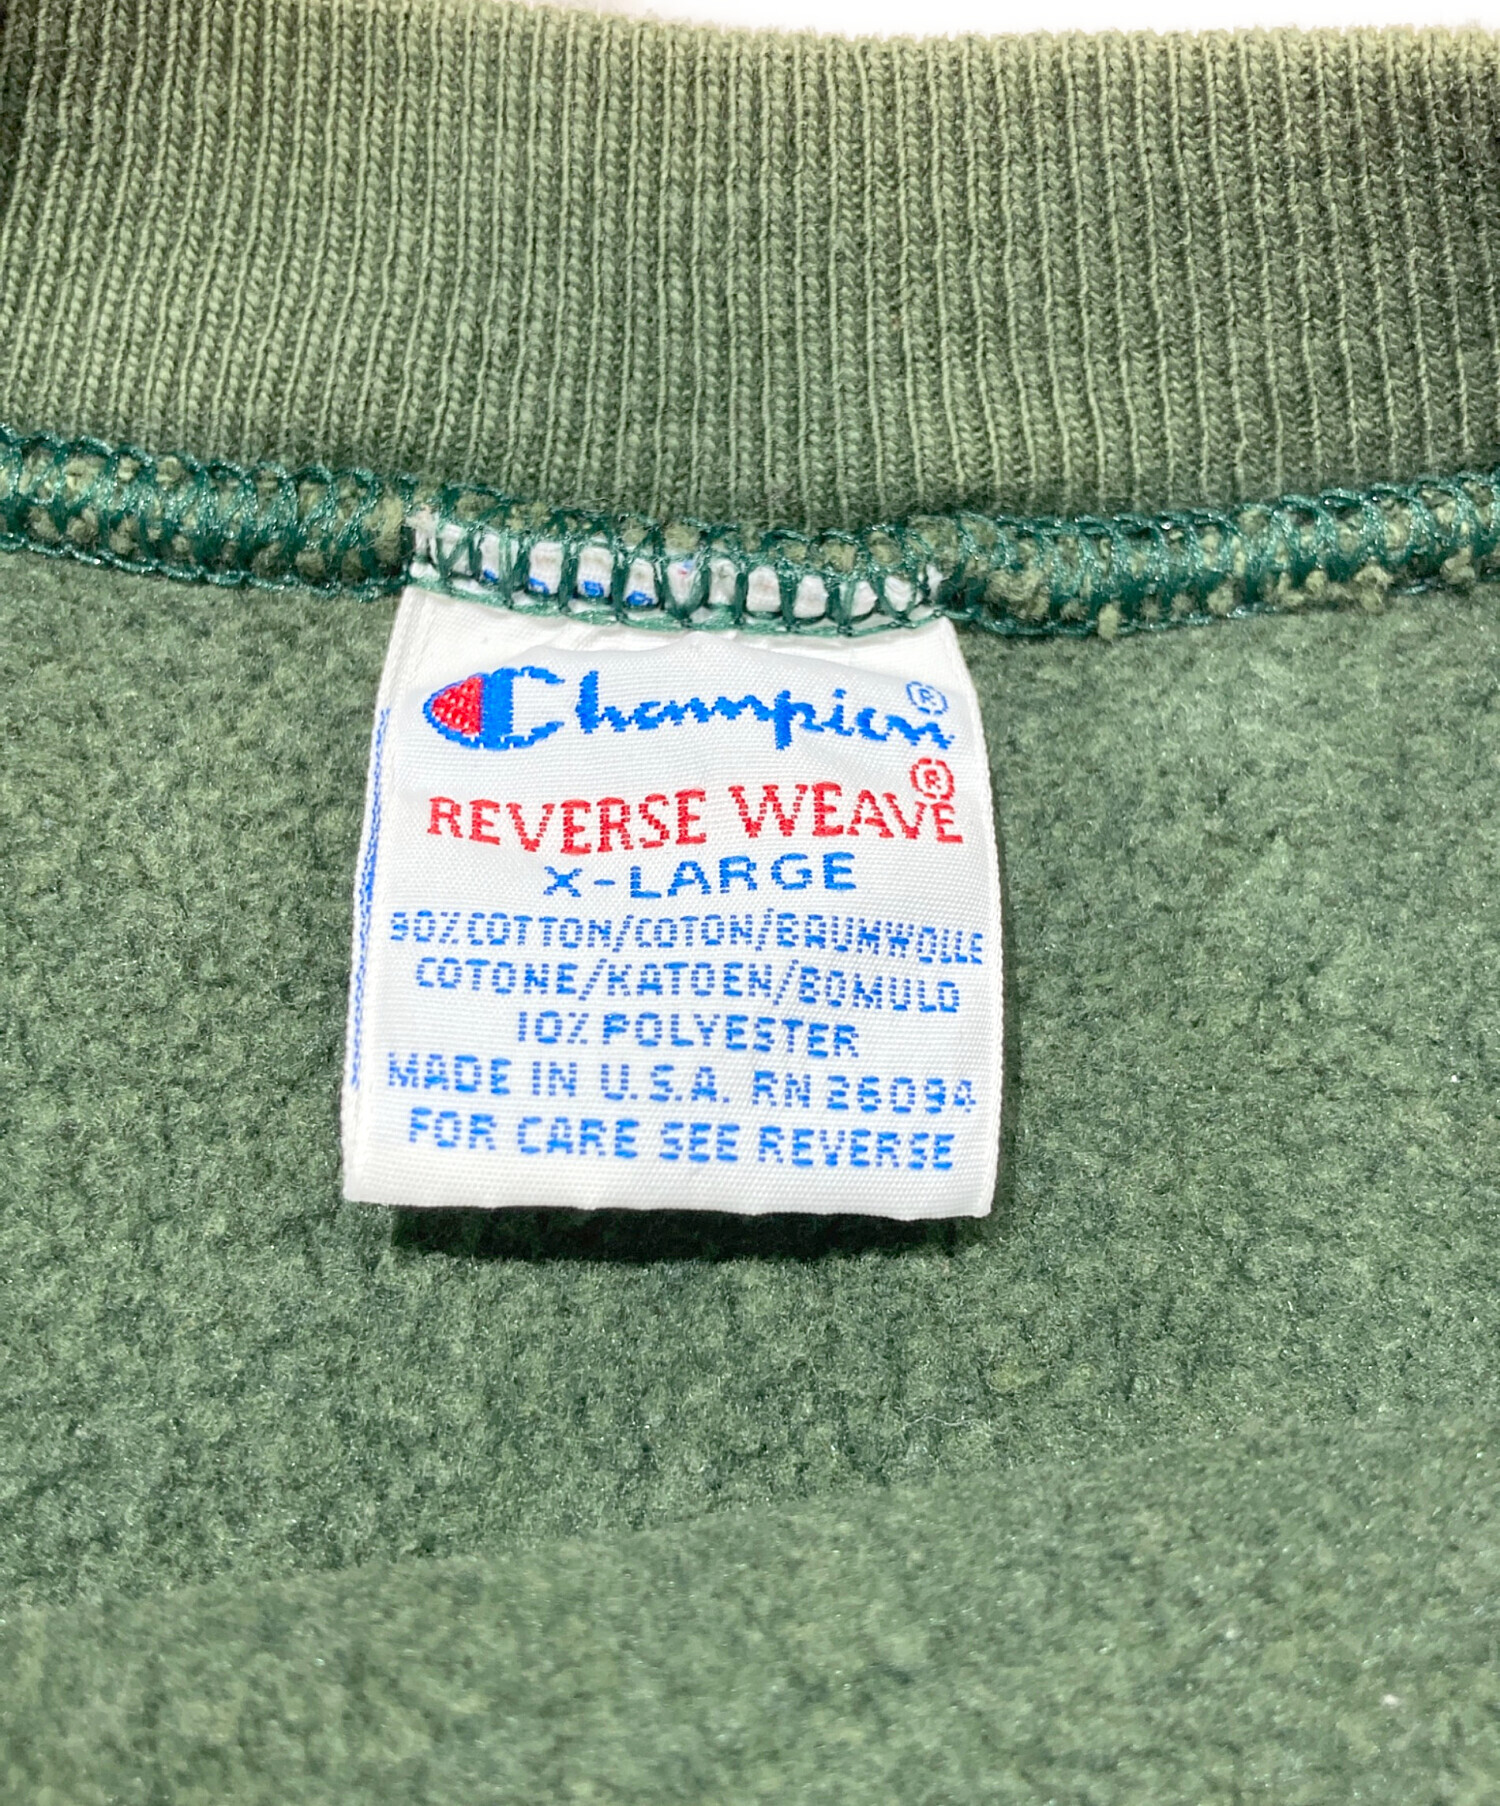 Champion®
REVERSE WEAVE®
X-LARGE
90% COTTON/COTON/BAUMWOLLE
COTONE/KATOEN/BOMULD
10% POLYESTER
MADE IN U.S.A. RN 26094
FOR CARE SEE REVERSE